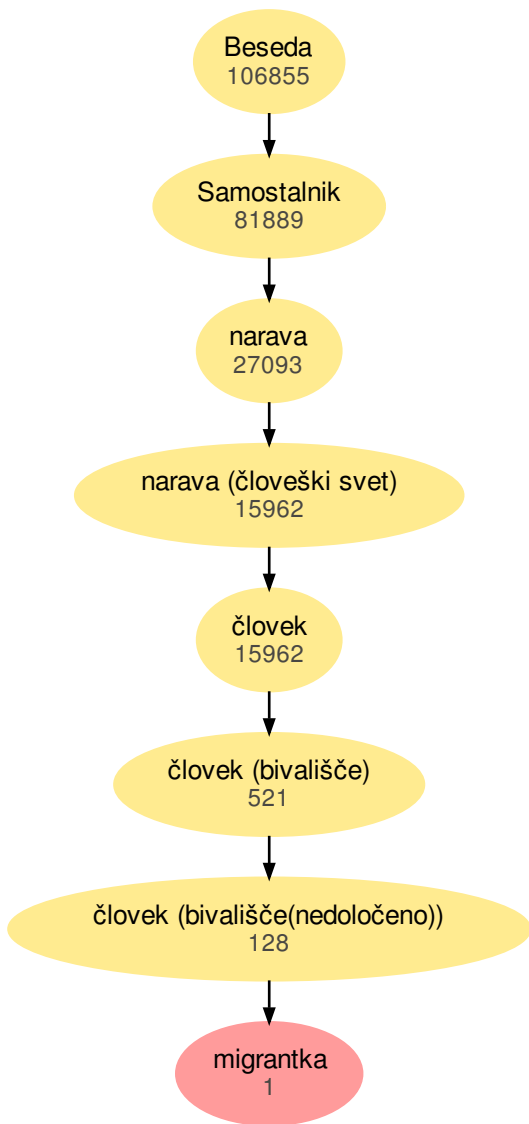 Beseda
106855
Samostalnik
81889
narava
27093
narava (človeški svet)
15962
človek
15962
človek (bivališče)
521
človek (bivališče(nedoločeno))
128
migrantka
1